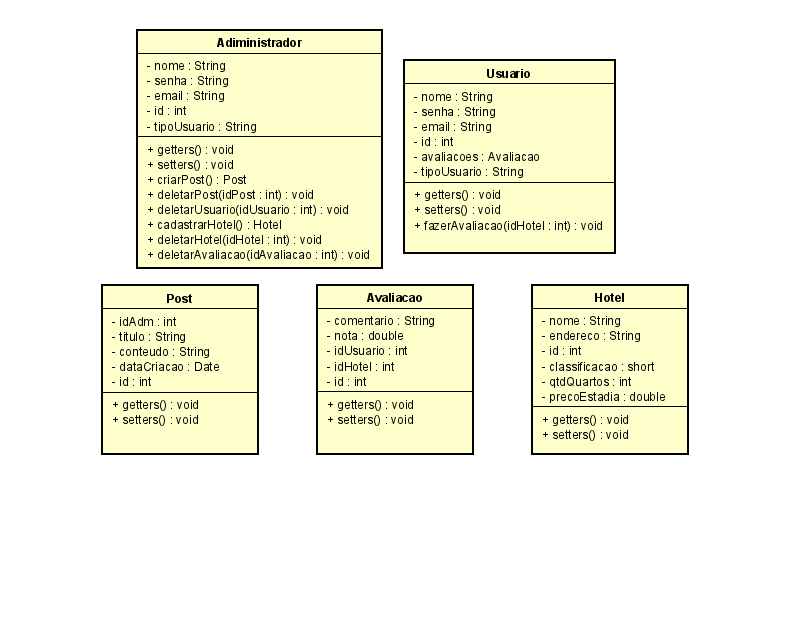 Adiministrador
- nome : String
- senha : String
- email : String
- id : int
- tipoUsuario : String
+ getters() : void
+ setters() : void
+ criarPost() : Post
+ deletarPost(idPost : int) : void
+ deletarUsuario(idUsuario : int) : void
+ cadastrarHotel() : Hotel
+ deletarHotel(idHotel : int) : void
+ deletarAvaliacao(idAvaliacao : int) : void
Usuario
- nome : String
- senha : String
- email : String
- id : int
- avaliacoes : Avaliacao
- tipoUsuario : String
+ getters() : void
+ setters() : void
+ fazerAvaliacao(idHotel : int) : void
Post
- idAdm : int
- titulo : String
- conteudo : String
- dataCriacao : Date
- id : int
+ getters() : void
+ setters() : void
Avaliacao
- comentario : String
- nota : double
- idUsuario : int
- idHotel : int
- id : int
+ getters() : void
+ setters() : void
Hotel
- nome : String
- endereco : String
- id : int
- classificacao : short
- qtdQuartos : int
- precoEstadia : double
+ getters() : void
+ setters() : void